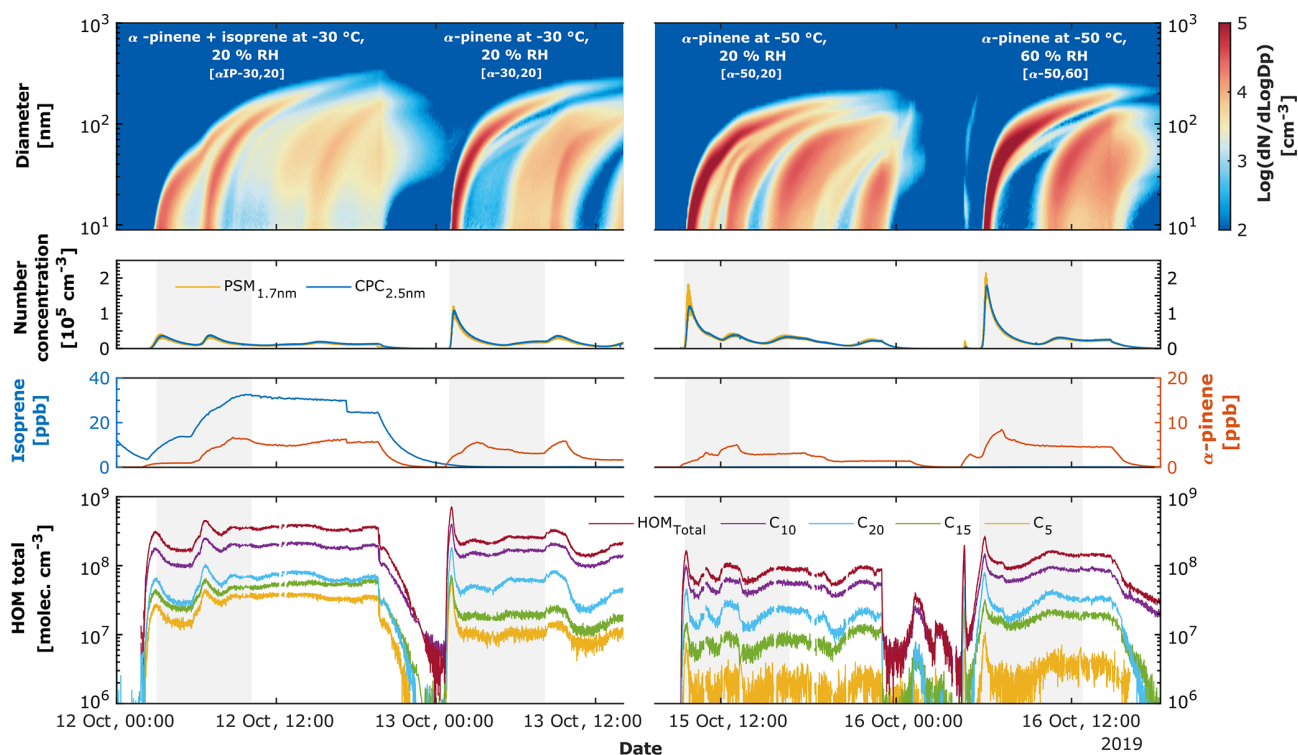 α -pinene + isoprene at -30 °C,
20 % RH
[αIP-30,20]
α -pinene at -30 °C,
20 % RH
[α-30,20]
α -pinene at -50 °C,
20 % RH
[α-50,20]
α-pinene at -50 °C,
60 % RH
[α-50,60]
Diameter
[nm]
10³
10²
10¹
10³
10²
10¹
5
4
3
2
Log(dN/dLogDp)
[cm⁻³]
Number
concentration
[10⁵ cm⁻³]
2
1
0
PSM₁.₇ₙₘ
CPC₂.₅ₙₘ
2
1
0
Isoprene
[ppb]
40
20
0
20
10
0
α-pinene
[ppb]
HOM total
[molec. cm⁻³]
10⁹
10⁸
10⁷
10⁶
HOM_Total
C₁₀
C₂₀
C₁₅
C₅
10⁹
10⁸
10⁷
10⁶
12 Oct, 00:00
12 Oct, 12:00
13 Oct, 00:00
13 Oct, 12:00
15 Oct, 12:00
16 Oct, 00:00
16 Oct, 12:00
Date
2019